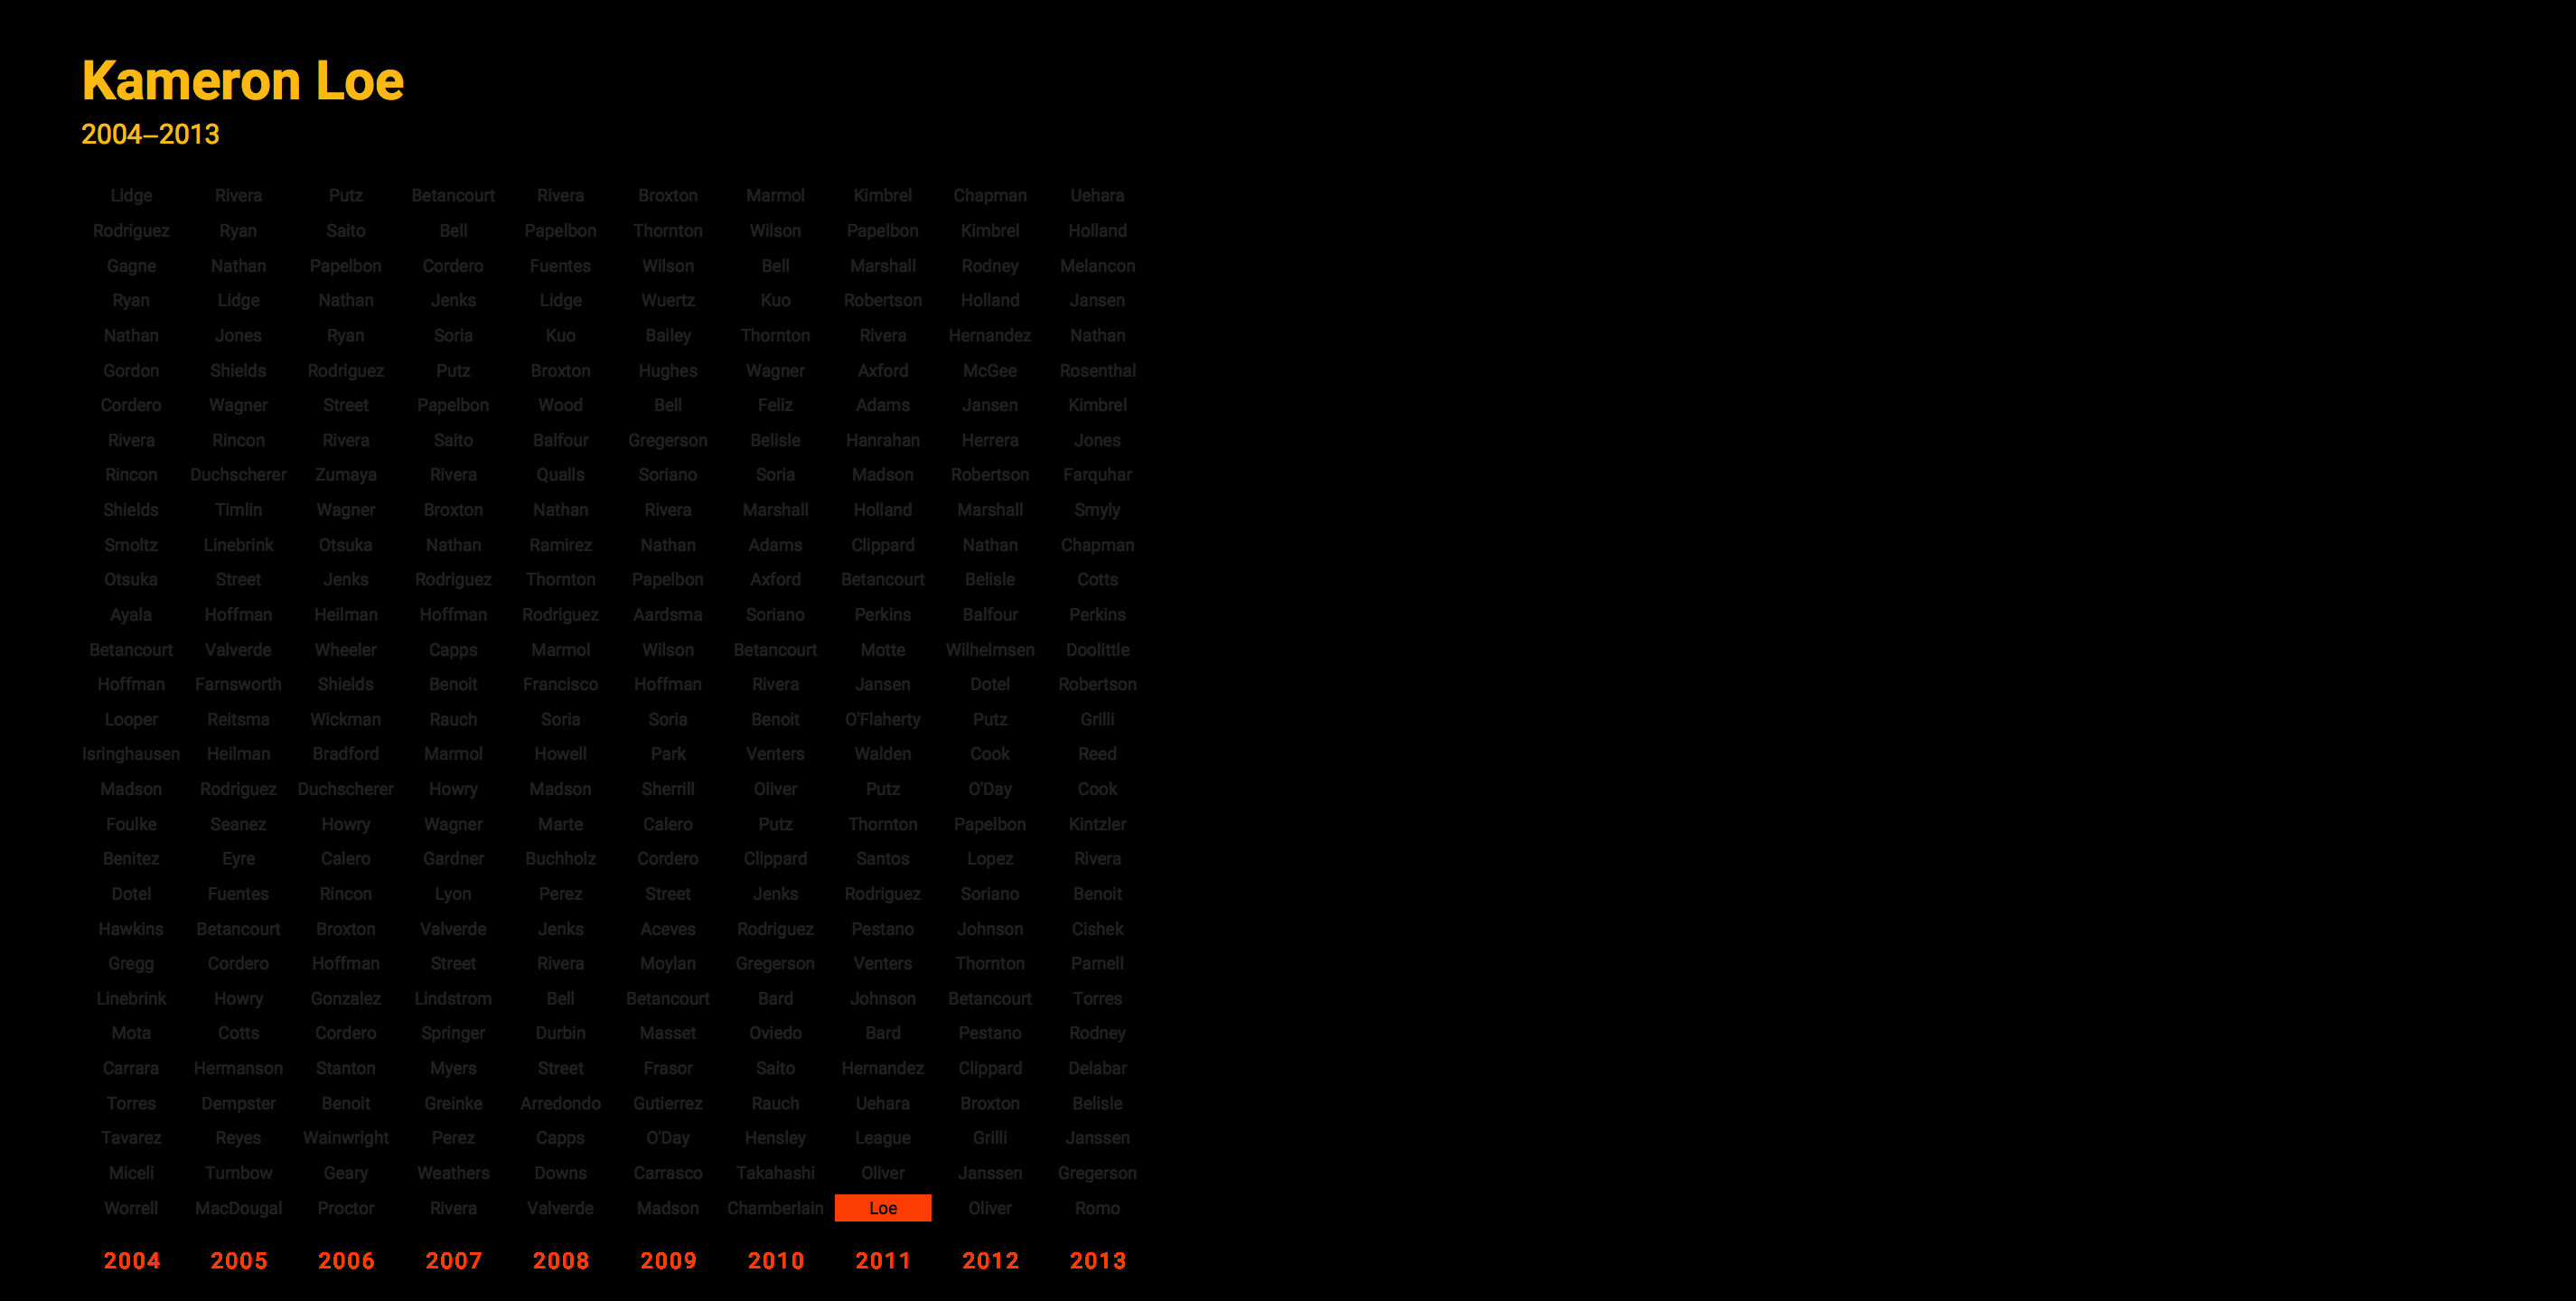 Kameron Loe
2004–2013
Lidge Rivera Putz Betancourt Rivera Broxton Marmol Kimbrel Chapman Uehara
Rodriguez Ryan Saito Bell Papelbon Thornton Wilson Papelbon Kimbrel Holland
Gagne Nathan Papelbon Cordero Fuentes Wilson Bell Marshall Rodney Melancon
Ryan Lidge Nathan Jenks Lidge Wuertz Kuo Robertson Holland Jansen
Nathan Jones Ryan Soria Kuo Bailey Thornton Rivera Hernandez Nathan
Gordon Shields Rodriguez Putz Broxton Hughes Wagner Axford McGee Rosenthal
Cordero Wagner Street Papelbon Wood Bell Feliz Adams Jansen Kimbrel
Rivera Rincon Rivera Saito Balfour Gregerson Belisle Hanrahan Herrera Jones
Rincon Duchscherer Zumaya Rivera Qualls Soriano Soria Madson Robertson Farquhar
Shields Timlin Wagner Broxton Nathan Rivera Marshall Holland Marshall Smyly
Smoltz Linebrink Otsuka Nathan Ramirez Nathan Adams Clippard Nathan Chapman
Otsuka Street Jenks Rodriguez Thornton Papelbon Axford Betancourt Belisle Cotts
Ayala Hoffman Heilman Hoffman Rodriguez Aardsma Soriano Perkins Balfour Perkins
Betancourt Valverde Wheeler Capps Marmol Wilson Betancourt Motte Wilhelmsen Doolittle
Hoffman Farnsworth Shields Benoit Francisco Hoffman Rivera Jansen Dotel Robertson
Looper Reitsma Wickman Rauch Soria Soria Benoit O'Flaherty Putz Grilli
Isringhausen Heilman Bradford Marmol Howell Park Venters Walden Cook Reed
Madson Rodriguez Duchscherer Howry Madson Sherrill Oliver Putz O'Day Cook
Foulke Seanez Howry Wagner Marte Calero Putz Thornton Papelbon Kintzler
Benitez Eyre Calero Gardner Buchholz Cordero Clippard Santos Lopez Rivera
Dotel Fuentes Rincon Lyon Perez Street Jenks Rodriguez Soriano Benoit
Hawkins Betancourt Broxton Valverde Jenks Aceves Rodriguez Pestano Johnson Cishek
Gregg Cordero Hoffman Street Rivera Moylan Gregerson Venters Thornton Parnell
Linebrink Howry Gonzalez Lindstrom Bell Betancourt Bard Johnson Betancourt Torres
Mota Cotts Cordero Springer Durbin Masset Oviedo Bard Pestano Rodney
Carrara Hermanson Stanton Myers Street Frasor Saito Hernandez Clippard Delabar
Torres Dempster Benoit Greinke Arredondo Gutierrez Rauch Uehara Broxton Belisle
Tavarez Reyes Wainwright Perez Capps O'Day Hensley League Grilli Janssen
Miceli Turnbow Geary Weathers Downs Carrasco Takahashi Oliver Janssen Gregerson
Worrell MacDougal Proctor Rivera Valverde Madson Chamberlain Loe Oliver Romo
2004 2005 2006 2007 2008 2009 2010 2011 2012 2013